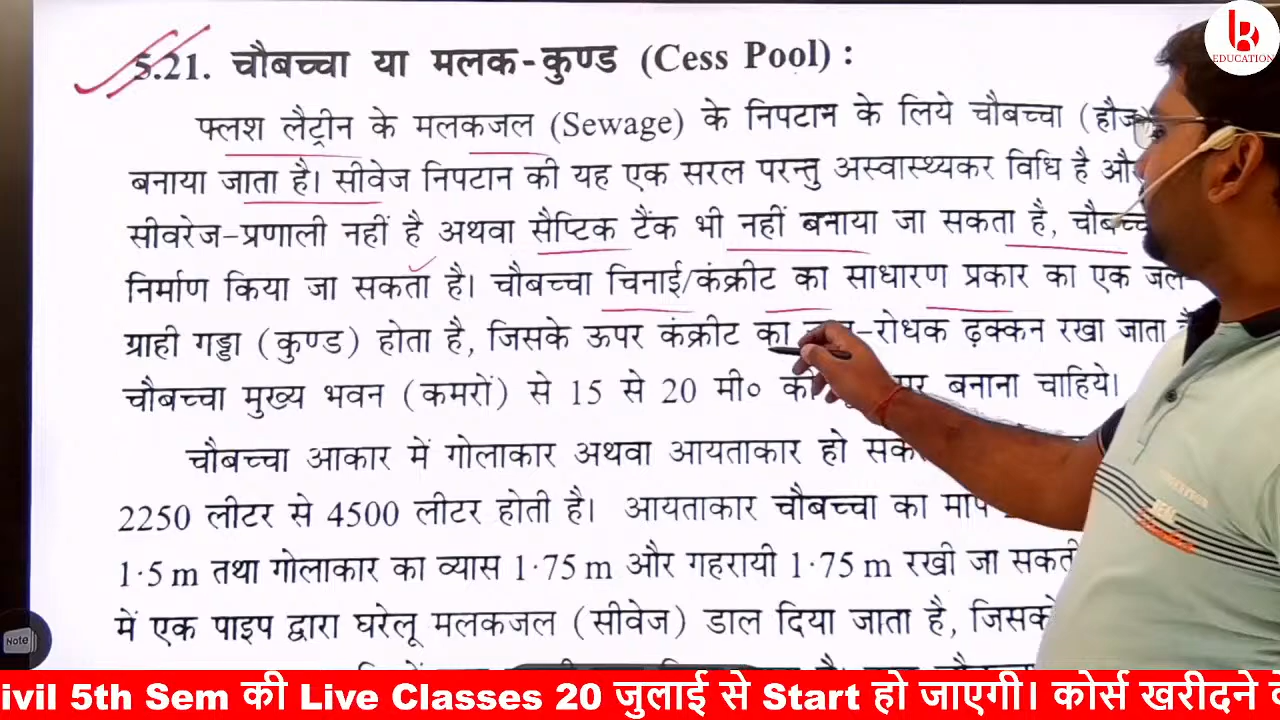 5.21. चौबच्चा या मलक-कुण्ड (Cess Pool) :
फ्लश लैट्रीन के मलकजल (Sewage) के निपटान के लिये चौबच्चा (हौज)
बनाया जाता है। सीवेज निपटान की यह एक सरल परन्तु अस्वास्थ्यकर विधि है
सीवरेज-प्रणाली नहीं है अथवा सैप्टिक टैंक भी नहीं बनाया जा सकता है,
निर्माण किया जा सकता है। चौबच्चा चिनाई/कंक्रीट का साधारण प्रकार का एक जल-
ग्राही गड्डा (कुण्ड) होता है, जिसके ऊपर कंक्रीट का रोधक ढ़क्कन रखा जाता
चौबच्चा मुख्य भवन (कमरों) से 15 से 20 मी० की पर बनाना चाहिये।
चौबच्चा आकार में गोलाकार अथवा आयताकार हो
2250 लीटर से 4500 लीटर होती है। आयताकार चौबच्चा का माप
1·5 m तथा गोलाकार का व्यास 1·75 m और गहरायी 1·75 m रखी जा सकती
में एक पाइप द्वारा घरेलू मलकजल (सीवेज) डाल दिया जाता है,
b
EDUCATION
Note
ivil 5th Sem की Live Classes 20 जुलाई से Start हो जाएगी। कोर्स खरीदने